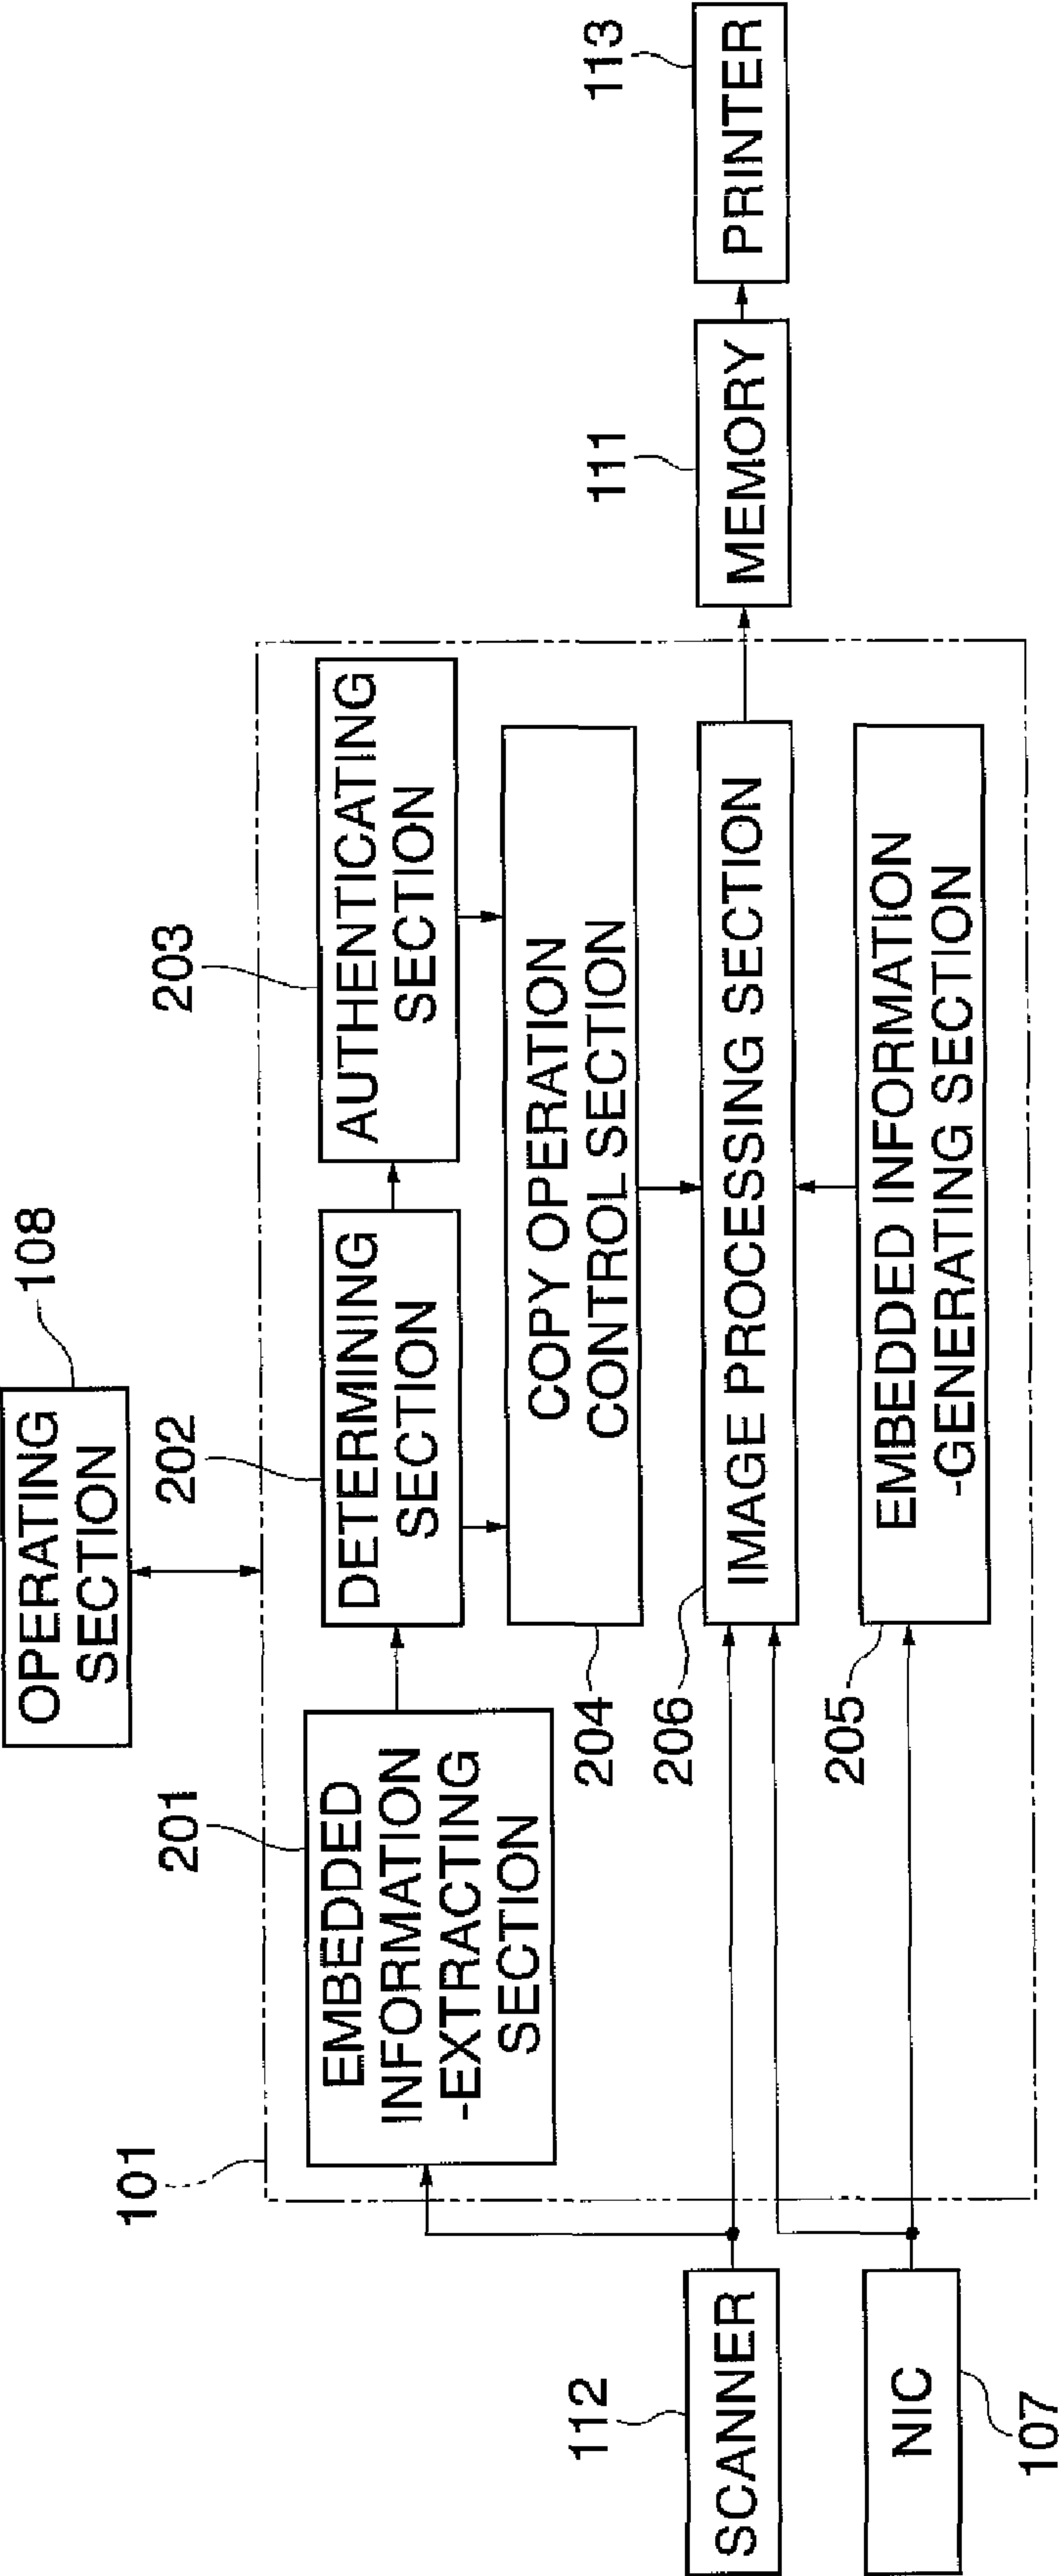 OPERATING
SECTION
108
101
201
202
203
EMBEDDED
INFORMATION
-EXTRACTING
SECTION
DETERMINING
SECTION
AUTHENTICATING
SECTION
204
COPY OPERATION
CONTROL SECTION
112
SCANNER
206
IMAGE PROCESSING SECTION
111
MEMORY
113
PRINTER
NIC
107
205
EMBEDDED INFORMATION
-GENERATING SECTION